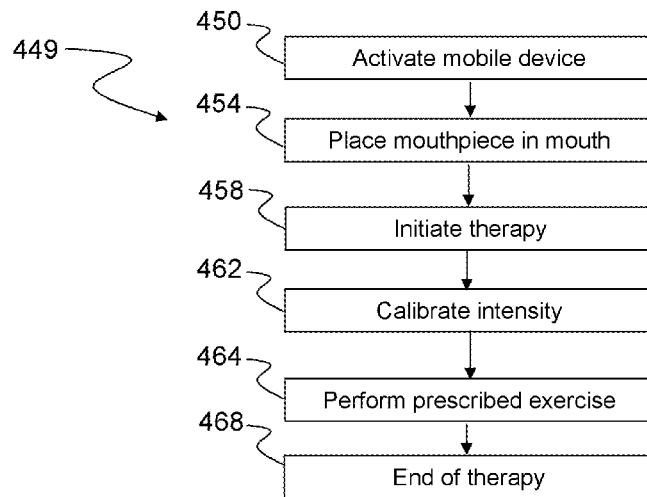 449
450
Activate mobile device
454
Place mouthpiece in mouth
458
Initiate therapy
462
Calibrate intensity
464
Perform prescribed exercise
468
End of therapy